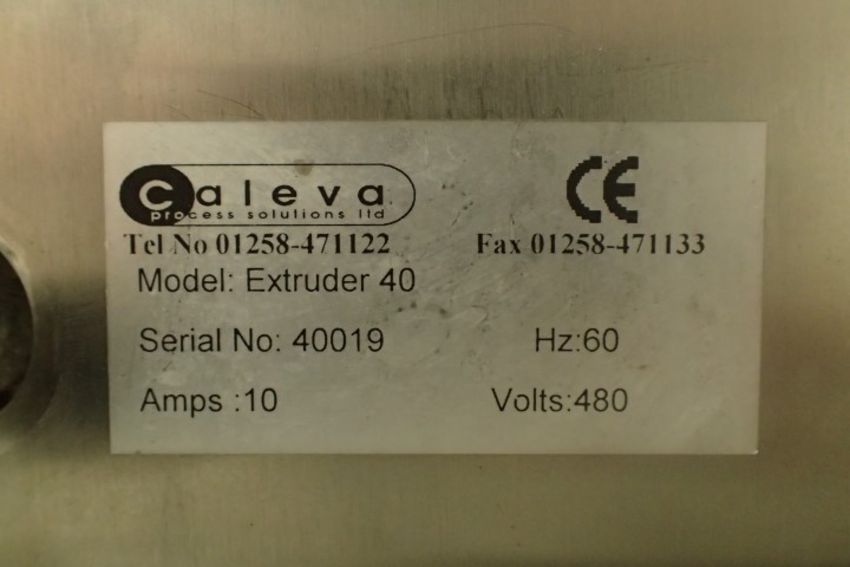 caleva
process solutions ltd
CE
Tel No 01258-471122 Fax 01258-471133
Model: Extruder 40
Serial No: 40019 Hz:60
Amps :10 Volts:480